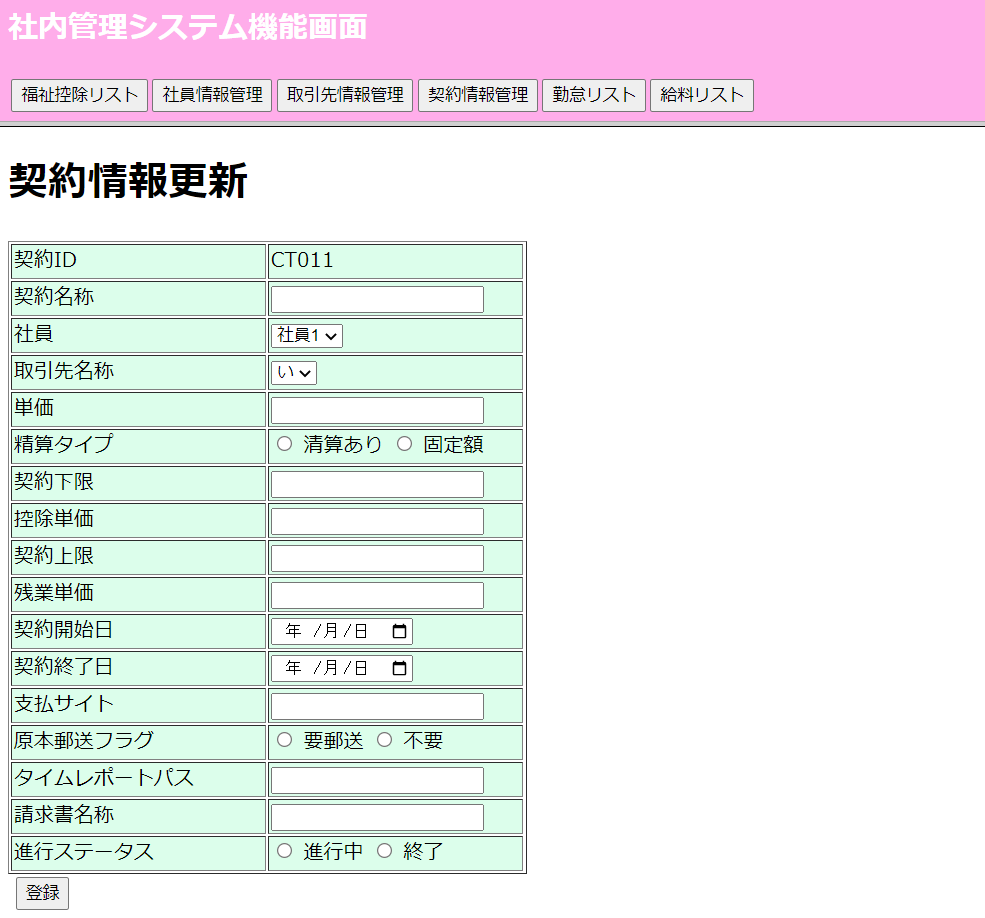 社内管理システム機能画面
福祉控除リスト 社員情報管理 取引先情報管理 契約情報管理 勤怠リスト 給料リスト
契約情報更新
契約ID CT011
契約名称
社員 社員1
取引先名称 い
単価
精算タイプ 清算あり 固定額
契約下限
控除単価
契約上限
残業単価
契約開始日 年 /月/日
契約終了日 年 /月/日
支払サイト
原本郵送フラグ 要郵送 不要
タイムレポートパス
請求書名称
進行ステータス 進行中 終了
登録